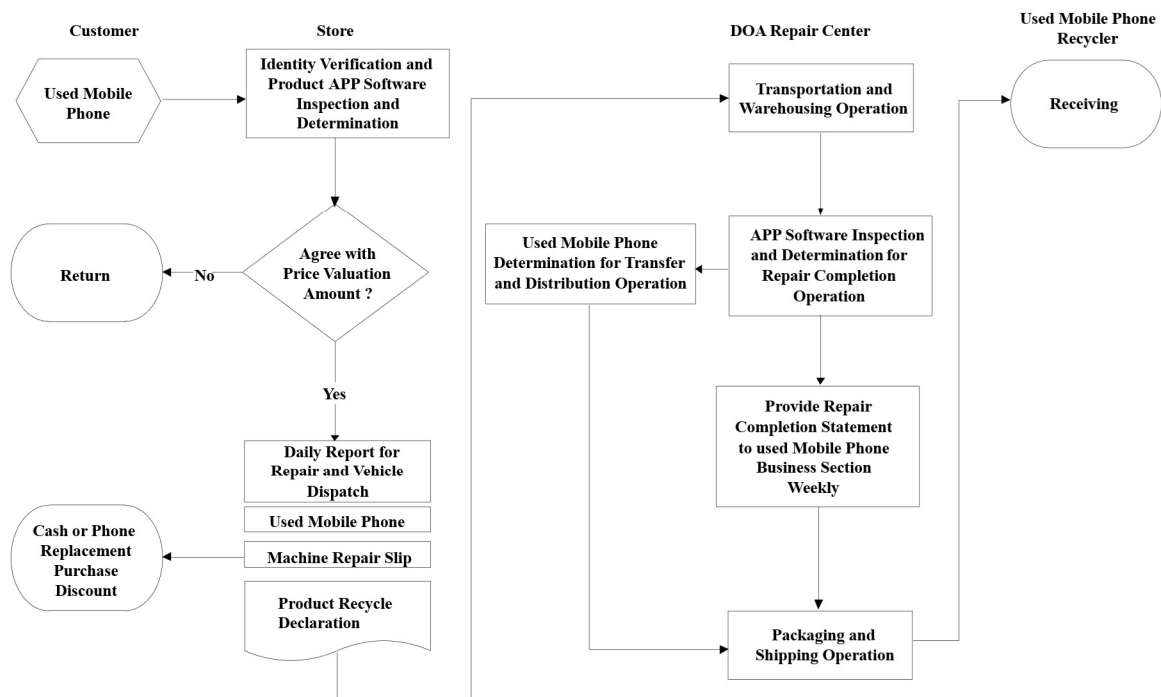 Customer
Store
DOA Repair Center
Used Mobile Phone
Recycler
Used Mobile
Phone
Identity Verification and
Product APP Software
Inspection and
Determination
Transportation and
Warehousing Operation
Receiving
Return
No
Agree with
Price Valuation
Amount ?
Used Mobile Phone
Determination for Transfer
and Distribution Operation
APP Software Inspection
and Determination for
Repair Completion
Operation
Yes
Provide Repair
Completion Statement
to used Mobile Phone
Business Section
Weekly
Daily Report for
Repair and Vehicle
Dispatch
Used Mobile Phone
Cash or Phone
Replacement
Purchase
Discount
Machine Repair Slip
Product Recycle
Declaration
Packaging and
Shipping Operation